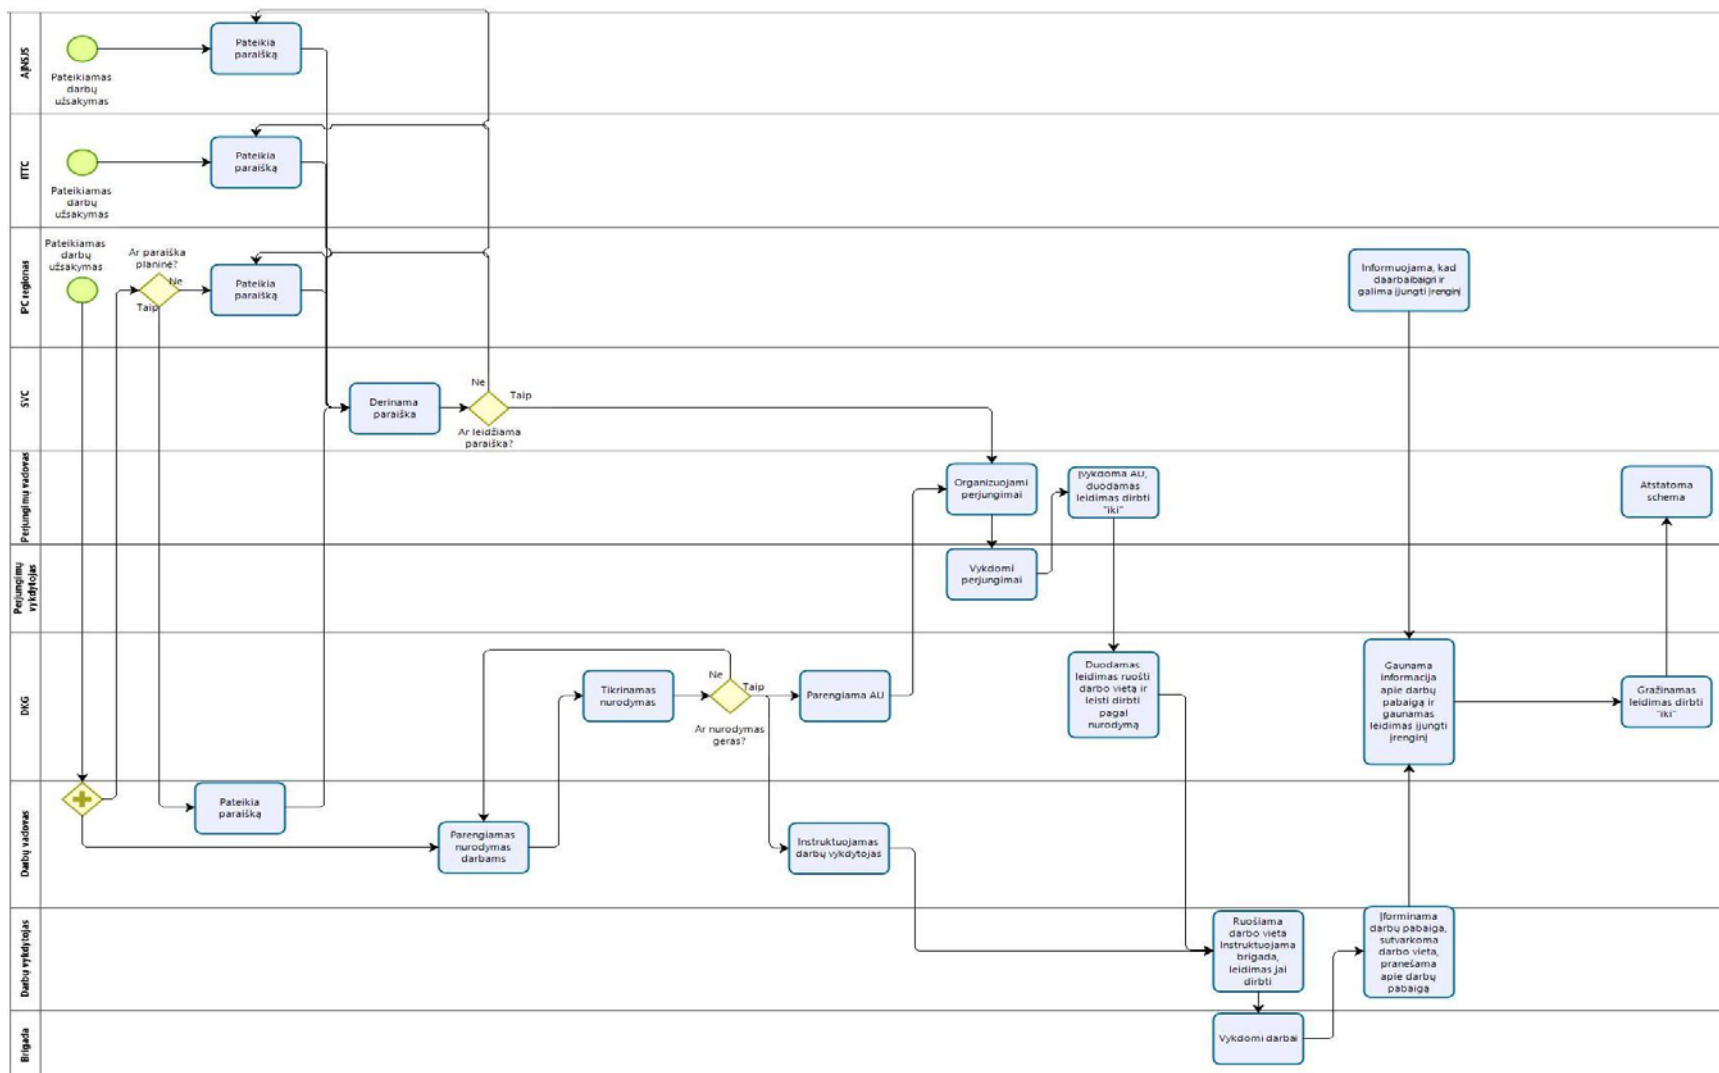 AĮNSJS
Pateikiamas
darbų
užsakymas
Pateikia
paraišką
ITTC
Pateikiamas
darbų
užsakymas
Pateikia
paraišką
IPC regionas
Pateikiamas
darbų
užsakymas
Ar paraiška
planinė?
Ne
Taip
Pateikia
paraišką
Informuojama, kad
galima įjungti įrenginį
SVC
Derinama
paraiška
Ne
Taip
Ar leidžiama
paraiška?
Perjungimų vadovas
Organizuojami
perjungimai
Įvykdoma AU,
duodamas
leidimas dirbti
"iki"
Atstatoma
schema
Perjungimų
vykdytojas
Vykdomi
perjungimai
DKG
Tikrinamas
nurodymas
Ne
Taip
Ar nurodymas
geras?
Parengiama AU
Duodamas
leidimas ruošti
darbo vietą ir
leisti dirbti
pagal
nurodymą
Gaunama
informacija
apie darbų
pabaigą ir
gaunamas
leidimas įjungti
įrenginį
Gražinamas
leidimas dirbti
"iki"
Darbų vadovas
Pateikia
paraišką
Parengiamas
nurodymas
darbams
Instruktuojamas
darbų vykdytojas
Darbų vykdytojas
Ruošiama
darbo vieta
Instruktuojama
brigada,
leidimas jai
dirbti
Įforminama
darbų pabaiga,
sutvarkoma
darbo vieta,
pranešama
apie darbų
pabaigą
Brigada
Vykdomi darbai